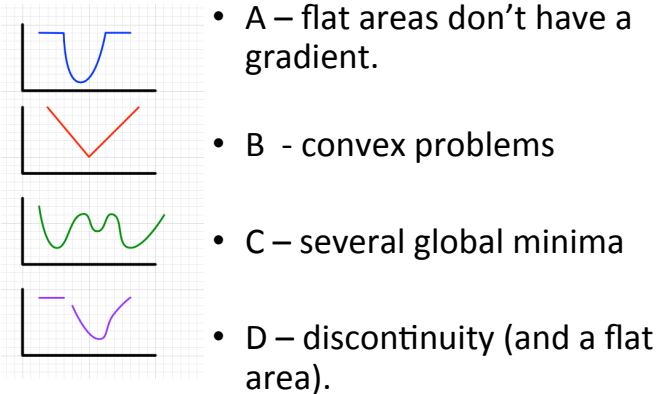 • A – flat areas don’t have a
gradient.
• B - convex problems
• C – several global minima
• D – discontinuity (and a flat
area).